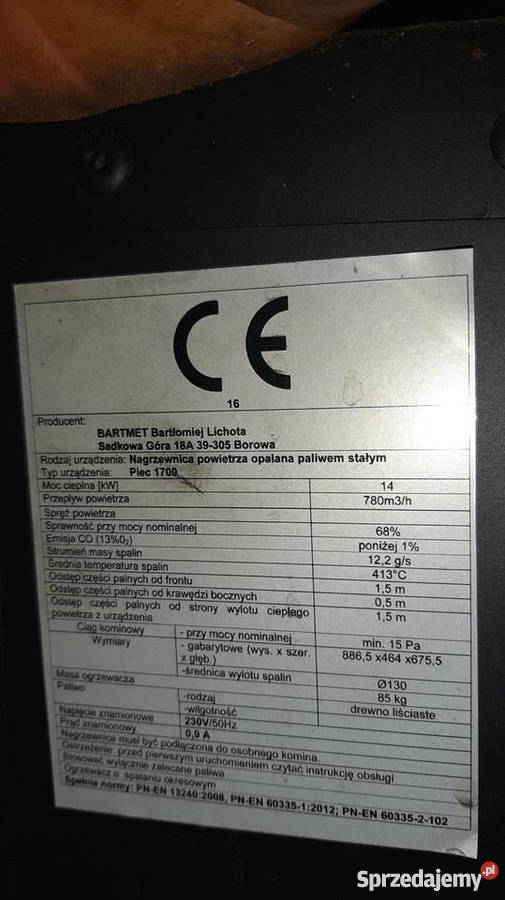 CE
16
Producent:
BARTMET Bartłomiej Lichota
Sadkowa Góra 18A 39-305 Borowa
Rodzaj urządzenia: Nagrzewnica powietrza opalana paliwem stałym
Typ urządzenia: Piec 1700
Moc cieplna [kW] 14
Przepływ powietrza 780m3/h
Spręż powietrza
Sprawność przy mocy nominalnej 68%
Emisja CO (13%O₂) poniżej 1%
Strumień masy spalin 12,2 g/s
Średnia temperatura spalin 413°C
Odstęp części palnych od frontu 1,5 m
Odstęp części palnych od krawędzi bocznych 0,5 m
Odstęp części palnych od strony wylotu ciepłego
powietrza z urządzenia 1,5 m
Ciąg kominowy - przy mocy nominalnej min. 15 Pa
Wymiary - gabarytowe (wys. x szer.
x głęb.) 886,5 x464 x675,5
-średnica wylotu spalin Ø130
Masa ogrzewacza 85 kg
Paliwo -rodzaj drewno liściaste
-wilgotność
Napięcie znamionowe 230V/50Hz
Prąd znamionowy 0,9 A
Nagrzewnica musi być podłączona do osobnego komina.
Ostrzeżenie przed pierwszym uruchomieniem czytać instrukcję obsługi
Stosować wyłącznie zalecane paliwa
Ogrzewacz o spalaniu okresowym
Spełnia normy: PN-EN 13240:2008, PN-EN 60335-1:2012; PN-EN 60335-2-102
Sprzedajemy.pl